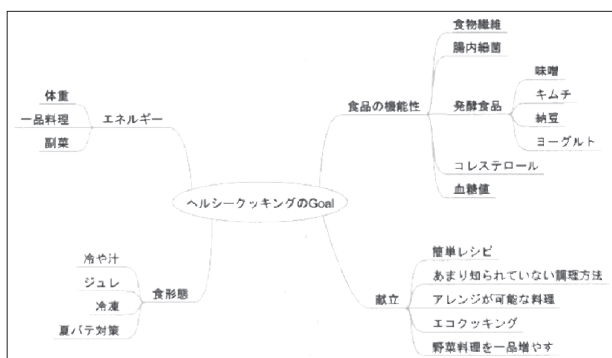 ヘルシークッキングのGoal
エネルギー
体重
一品料理
副菜
食形態
冷や汁
ジュレ
冷凍
夏バテ対策
食品の機能性
食物繊維
腸内細菌
発酵食品
味噌
キムチ
納豆
ヨーグルト
コレステロール
血糖値
献立
簡単レシピ
あまり知られていない調理方法
アレンジが可能な料理
エコクッキング
野菜料理を一品増やす